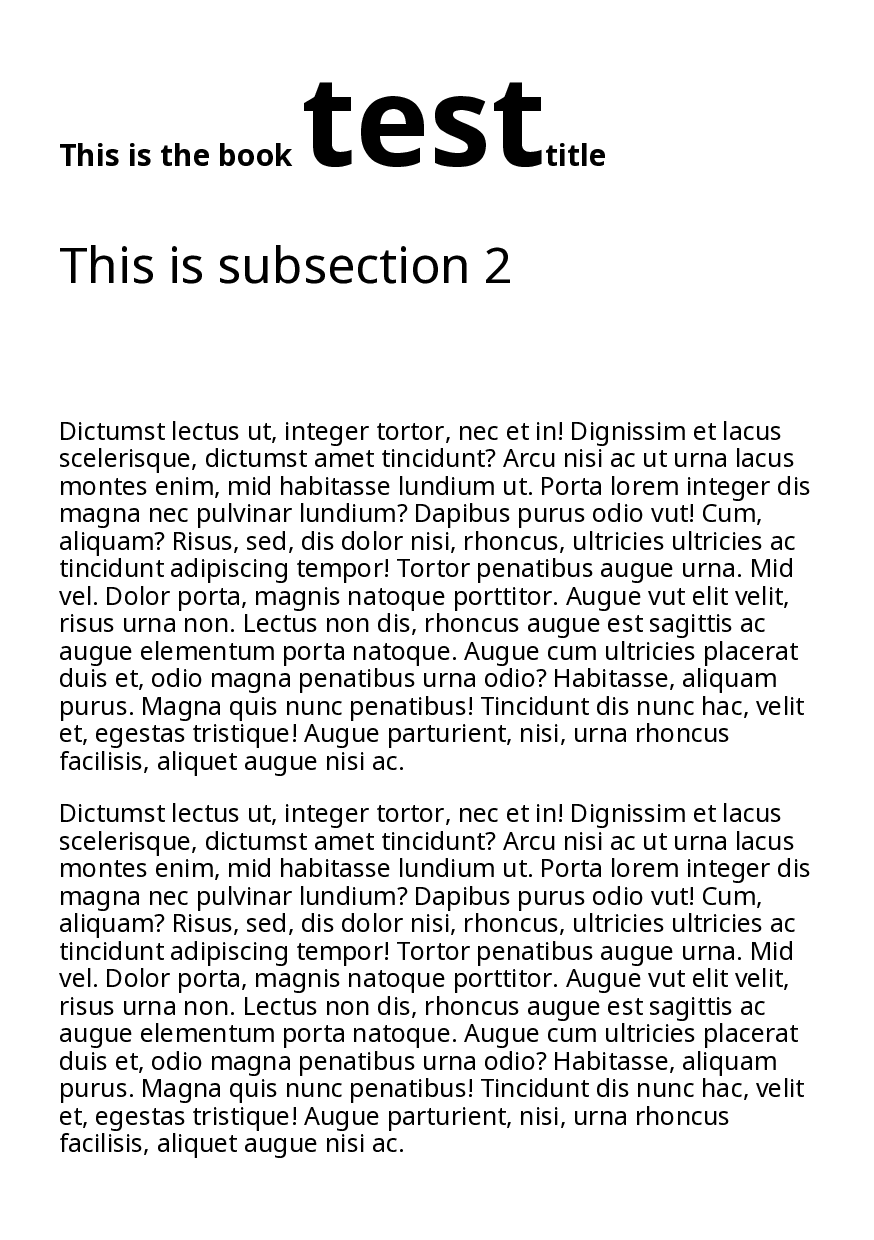 This is the book test title
This is subsection 2
Dictumst lectus ut, integer tortor, nec et in! Dignissim et lacus
scelerisque, dictumst amet tincidunt? Arcu nisi ac ut urna lacus
montes enim, mid habitasse lundium ut. Porta lorem integer dis
magna nec pulvinar lundium? Dapibus purus odio vut! Cum,
aliquam? Risus, sed, dis dolor nisi, rhoncus, ultricies ultricies ac
tincidunt adipiscing tempor! Tortor penatibus augue urna. Mid
vel. Dolor porta, magnis natoque porttitor. Augue vut elit velit,
risus urna non. Lectus non dis, rhoncus augue est sagittis ac
augue elementum porta natoque. Augue cum ultricies placerat
duis et, odio magna penatibus urna odio? Habitasse, aliquam
purus. Magna quis nunc penatibus! Tincidunt dis nunc hac, velit
et, egestas tristique! Augue parturient, nisi, urna rhoncus
facilisis, aliquet augue nisi ac.
Dictumst lectus ut, integer tortor, nec et in! Dignissim et lacus
scelerisque, dictumst amet tincidunt? Arcu nisi ac ut urna lacus
montes enim, mid habitasse lundium ut. Porta lorem integer dis
magna nec pulvinar lundium? Dapibus purus odio vut! Cum,
aliquam? Risus, sed, dis dolor nisi, rhoncus, ultricies ultricies ac
tincidunt adipiscing tempor! Tortor penatibus augue urna. Mid
vel. Dolor porta, magnis natoque porttitor. Augue vut elit velit,
risus urna non. Lectus non dis, rhoncus augue est sagittis ac
augue elementum porta natoque. Augue cum ultricies placerat
duis et, odio magna penatibus urna odio? Habitasse, aliquam
purus. Magna quis nunc penatibus! Tincidunt dis nunc hac, velit
et, egestas tristique! Augue parturient, nisi, urna rhoncus
facilisis, aliquet augue nisi ac.